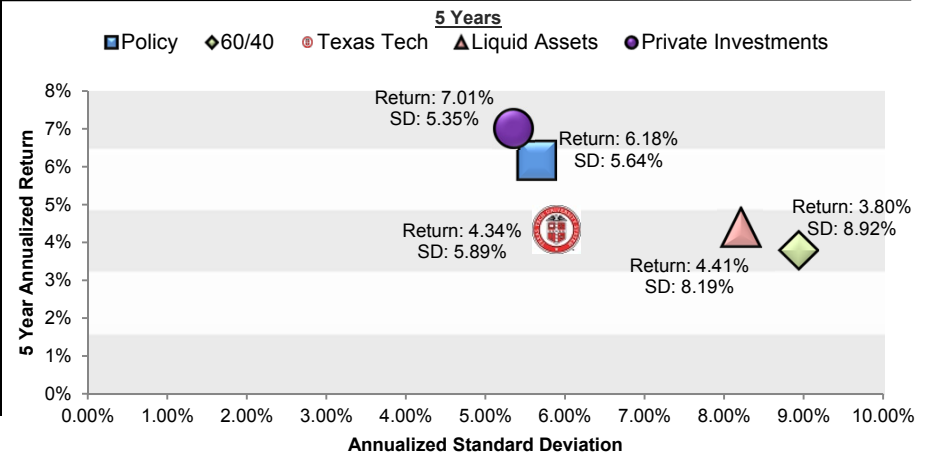 5 Years
Policy 60/40 Texas Tech Liquid Assets Private Investments
8%
7%
6%
5%
4%
3%
2%
1%
0%
5 Year Annualized Return
Return: 7.01%
SD: 5.35%
Return: 6.18%
SD: 5.64%
Return: 4.34%
SD: 5.89%
Return: 4.41%
SD: 8.19%
Return: 3.80%
SD: 8.92%
0.00% 1.00% 2.00% 3.00% 4.00% 5.00% 6.00% 7.00% 8.00% 9.00% 10.00%
Annualized Standard Deviation